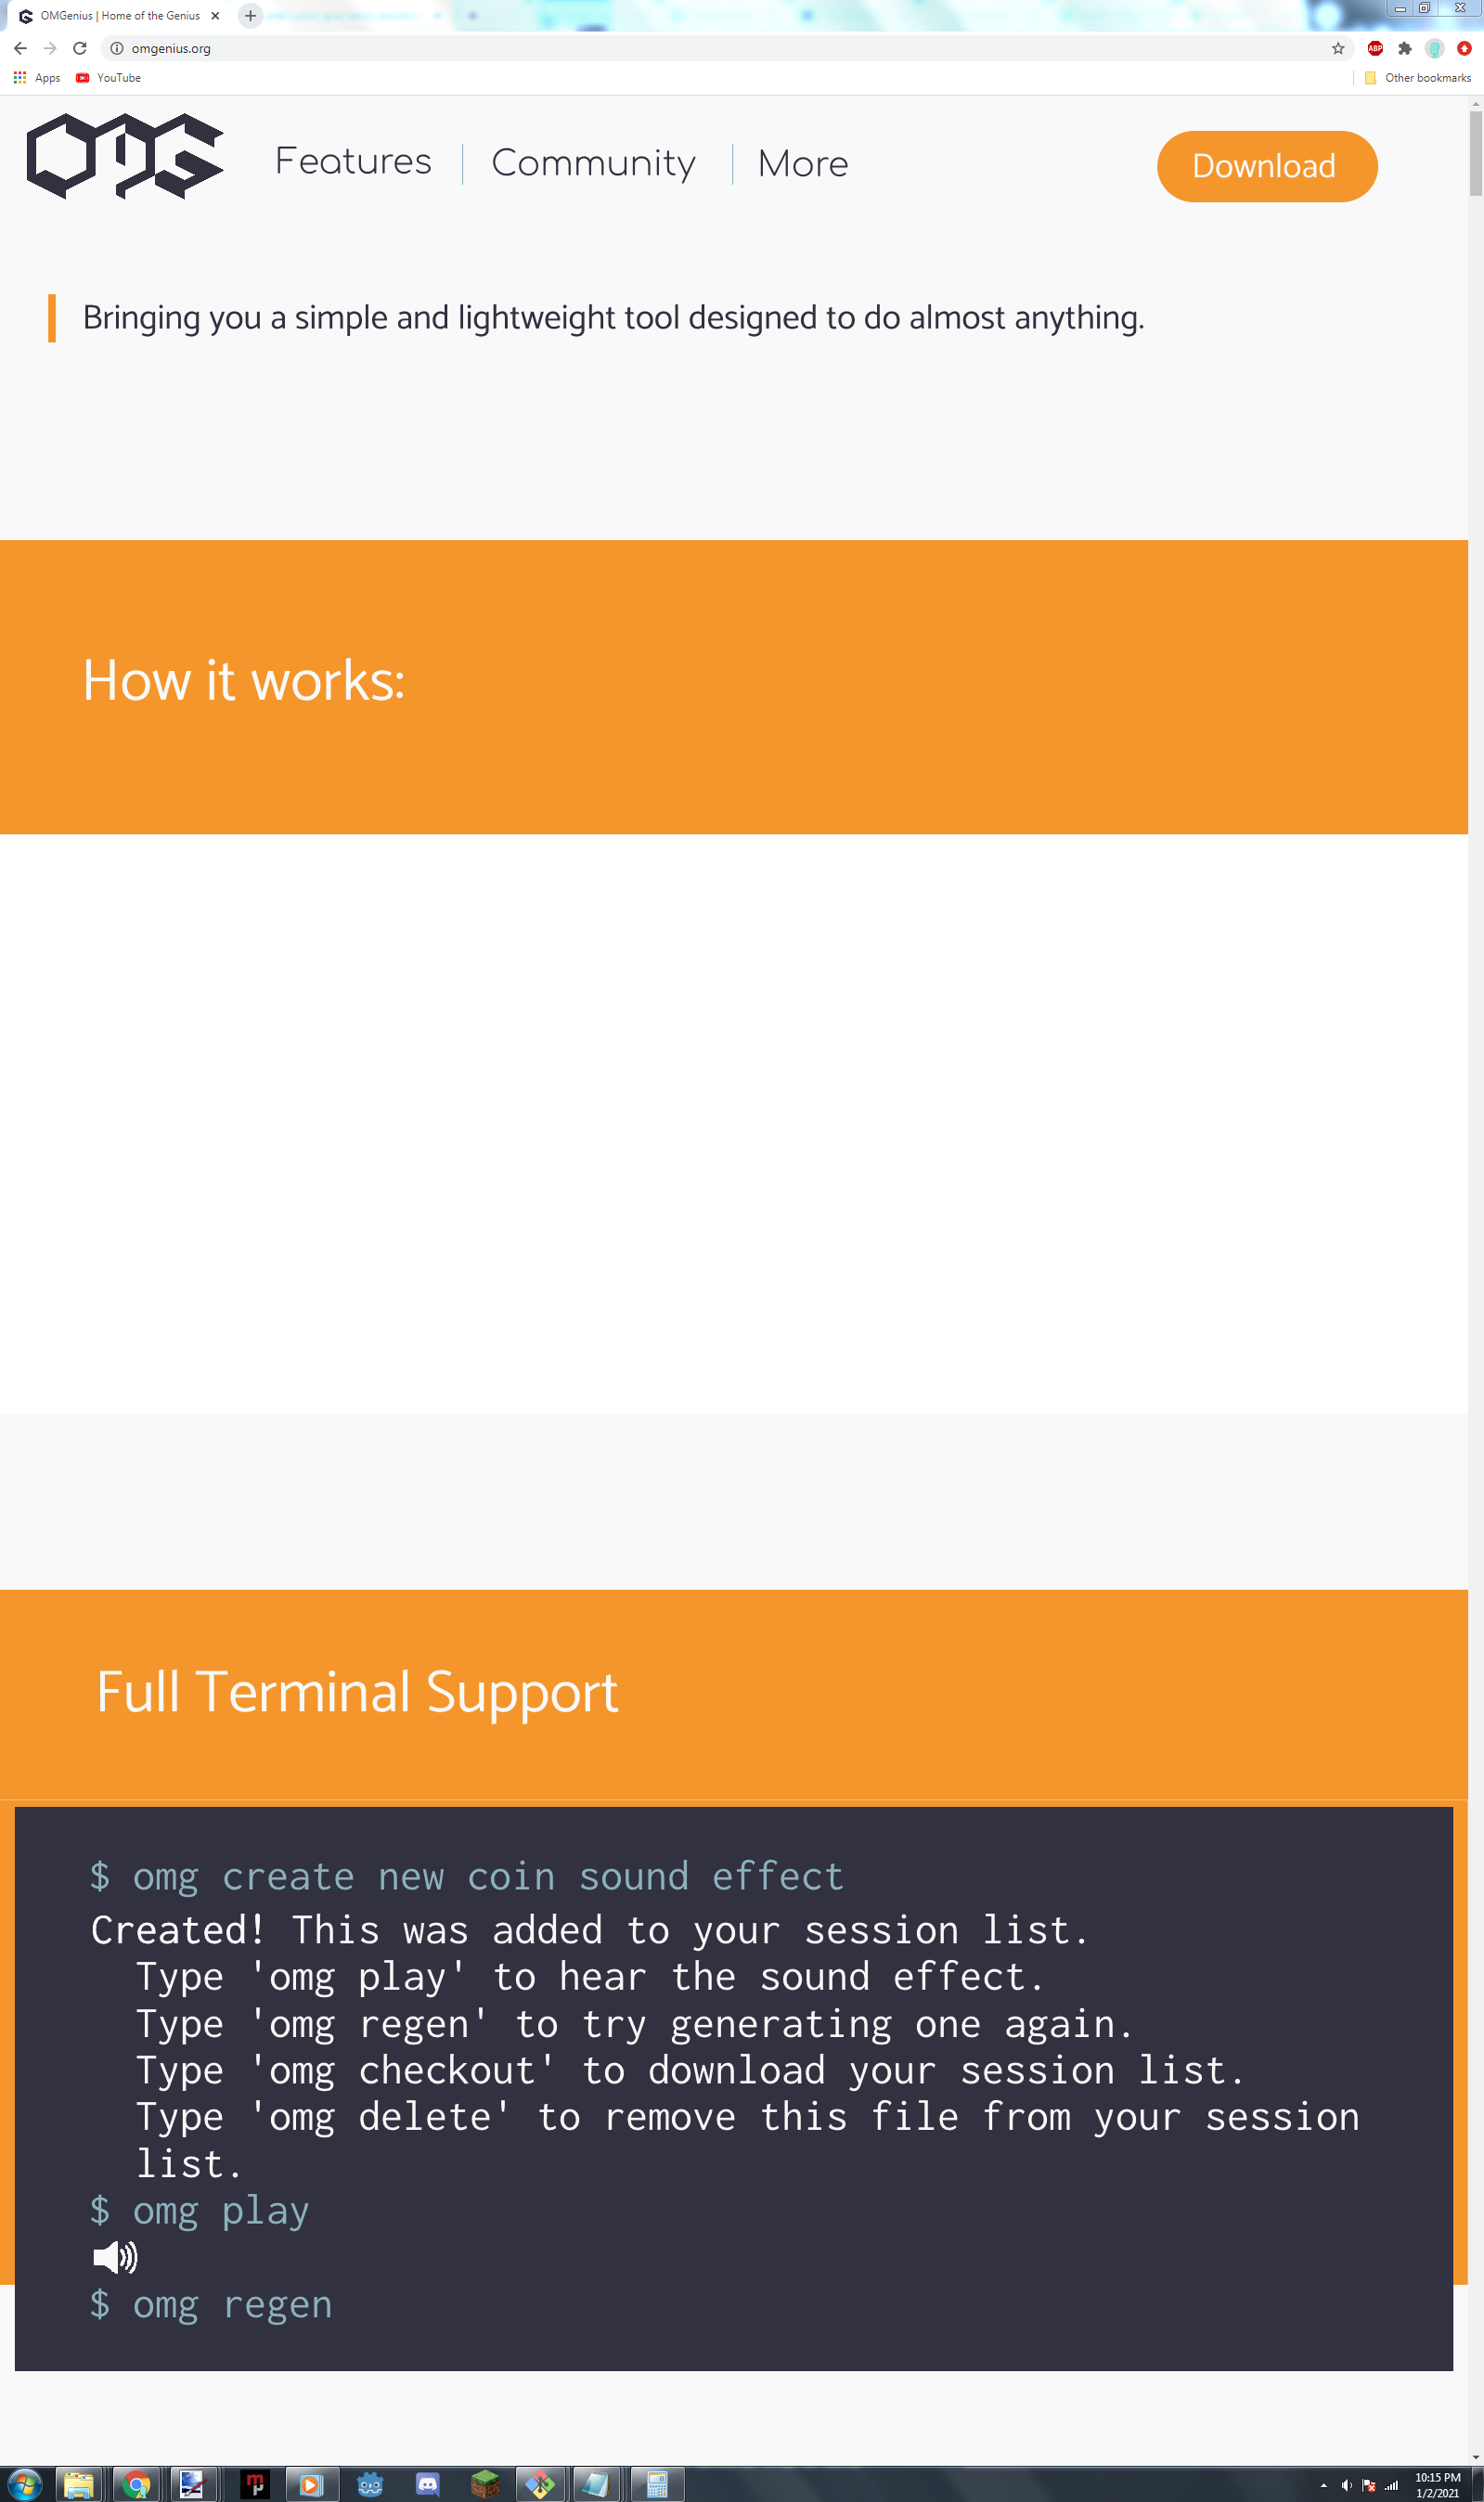 OMGenius | Home of the Genius
omgenius.org
ABP
Apps YouTube Other bookmarks
OMG Features Community More Download
Bringing you a simple and lightweight tool designed to do almost anything.
How it works:
Full Terminal Support
$ omg create new coin sound effect
Created! This was added to your session list.
Type 'omg play' to hear the sound effect.
Type 'omg regen' to try generating one again.
Type 'omg checkout' to download your session list.
Type 'omg delete' to remove this file from your session
list.
$ omg play
$ omg regen
10:15 PM
1/2/2021